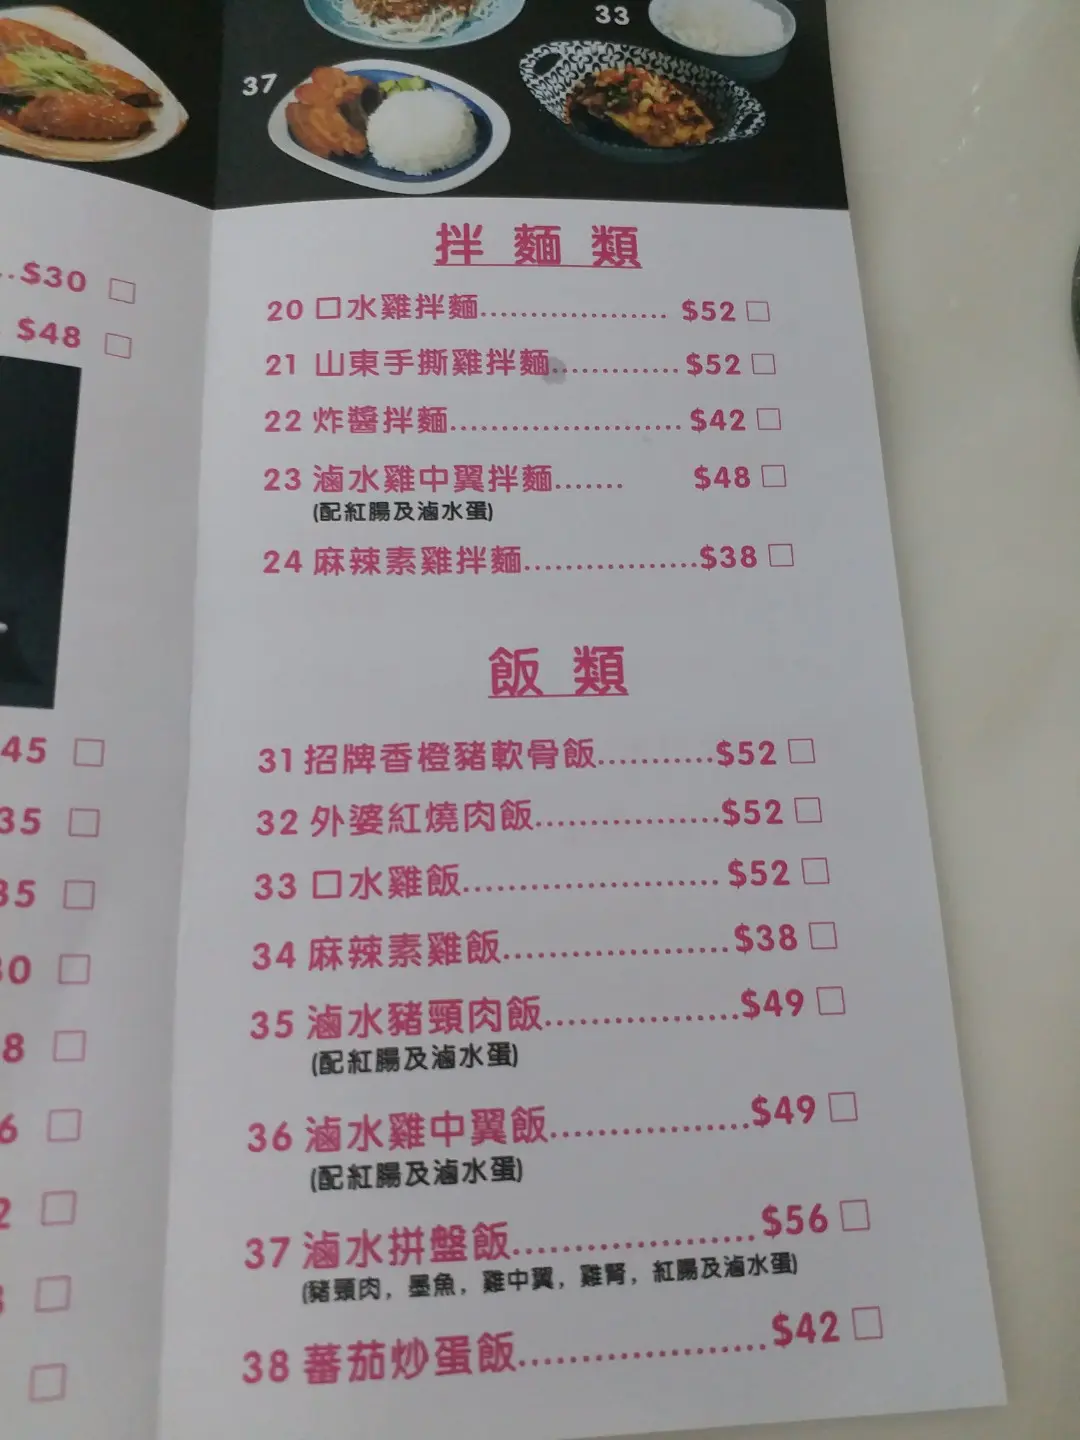 33
37
..$30 □
$48 □
45 □
35 □
35 □
30 □
8 □
6 □
2 □
拌 麵 類
20 口水雞拌麵..................... $52 □
21 山東手撕雞拌麵............. $52 □
22 炸醬拌麵........................... $42 □
23 滷水雞中翼拌麵....... $48 □
(配紅腸及滷水蛋)
24 麻辣素雞拌麵.................$38 □
飯 類
31 招牌香橙豬軟骨飯...........$52 □
32 外婆紅燒肉飯.................$52 □
33 口水雞飯....................... $52 □
34 麻辣素雞飯.....................$38 □
35 滷水豬頸肉飯.................$49 □
(配紅腸及滷水蛋)
36 滷水雞中翼飯.................$49 □
(配紅腸及滷水蛋)
37 滷水拼盤飯.....................$56 □
(豬頸肉, 墨魚, 雞中翼, 雞腎, 紅腸及滷水蛋)
38 蕃茄炒蛋飯.....................$42 □